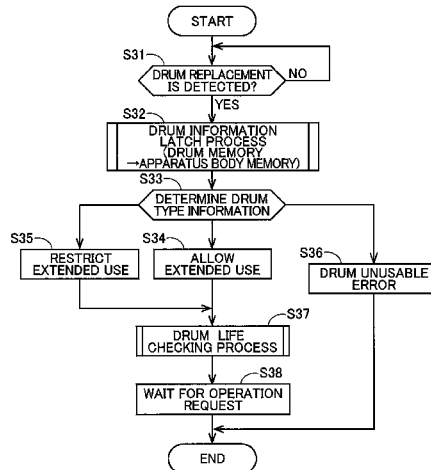 START
S31
DRUM REPLACEMENT
IS DETECTED?
NO
YES
S32
DRUM INFORMATION
LATCH PROCESS
(DRUM MEMORY
→APPARATUS BODY MEMORY)
S33
DETERMINE DRUM
TYPE INFORMATION
S35
RESTRICT
EXTENDED USE
S34
ALLOW
EXTENDED USE
S36
DRUM UNUSABLE
ERROR
S37
DRUM LIFE
CHECKING PROCESS
S38
WAIT FOR OPERATION
REQUEST
END